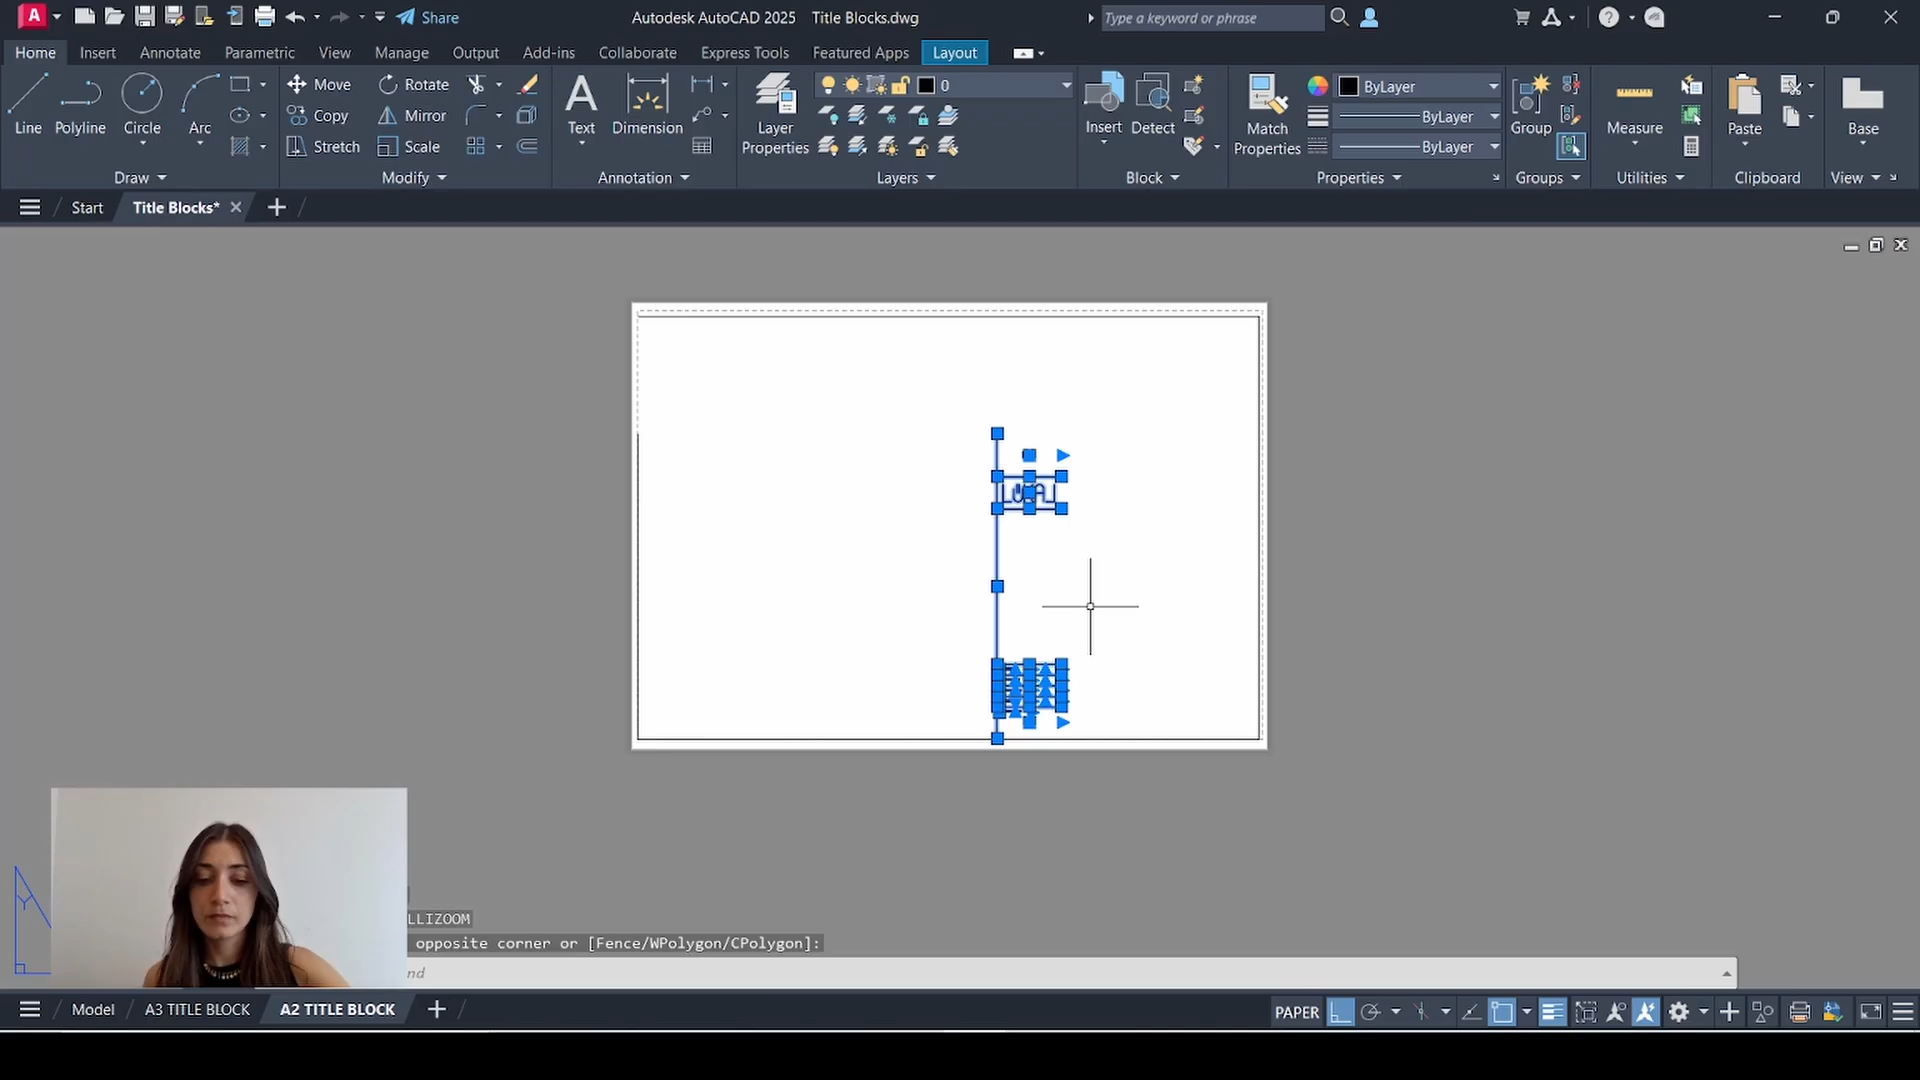 Share
Autodesk AutoCAD 2025 Title Blocks.dwg
Type a keyword or phrase
Home Insert Annotate Parametric View Manage Output Add-ins Collaborate Express Tools Featured Apps Layout
Line Polyline Circle Arc
Move Rotate
Copy Mirror
Stretch Scale
Text Dimension
Layer Properties
0
Insert Detect
Match Properties
ByLayer
ByLayer
ByLayer
Group
Measure
Paste
Base
Draw Modify Annotation Layers Block Properties Groups Utilities Clipboard View
Start Title Blocks*
Y
LLIZOOM
opposite corner or [Fence/WPolygon/CPolygon]:
nd
Model A3 TITLE BLOCK A2 TITLE BLOCK
PAPER